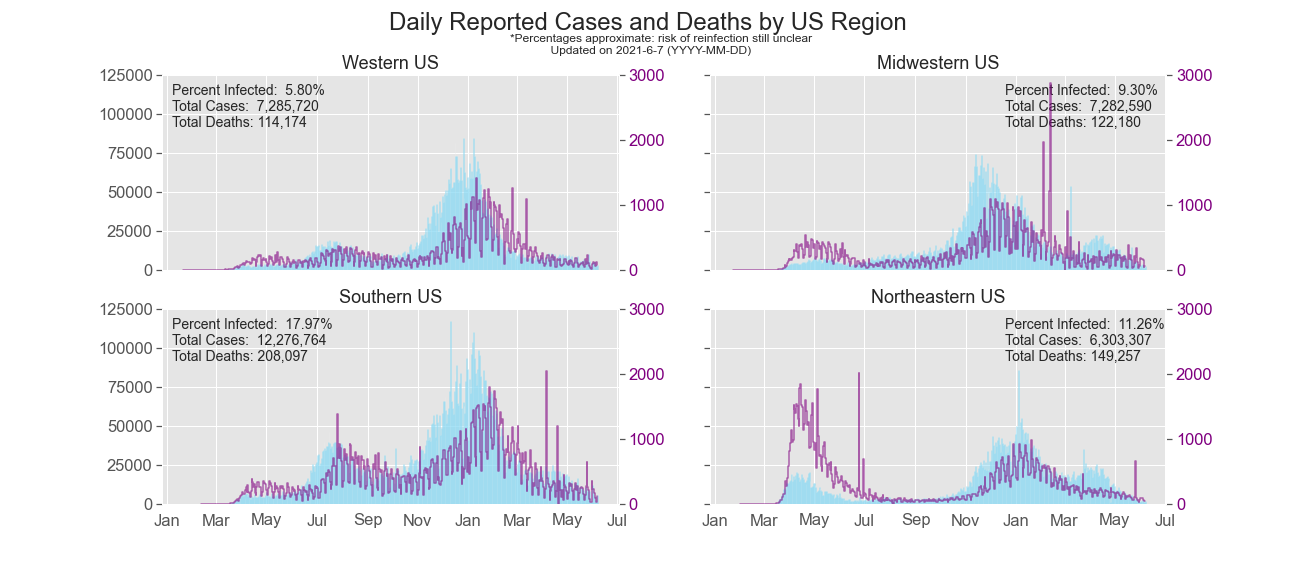 Daily Reported Cases and Deaths by US Region
*Percentages approximate: risk of reinfection still unclear
Updated on 2021-6-7 (YYYY-MM-DD)
Western US
125000
100000
75000
50000
25000
0
3000
2000
1000
0
Percent Infected: 5.80%
Total Cases: 7,285,720
Total Deaths: 114,174
Midwestern US
3000
2000
1000
0
Percent Infected: 9.30%
Total Cases: 7,282,590
Total Deaths: 122,180
Southern US
125000
100000
75000
50000
25000
0
3000
2000
1000
0
Percent Infected: 17.97%
Total Cases: 12,276,764
Total Deaths: 208,097
Jan Mar May Jul Sep Nov Jan Mar May Jul
Northeastern US
3000
2000
1000
0
Percent Infected: 11.26%
Total Cases: 6,303,307
Total Deaths: 149,257
Jan Mar May Jul Sep Nov Jan Mar May Jul